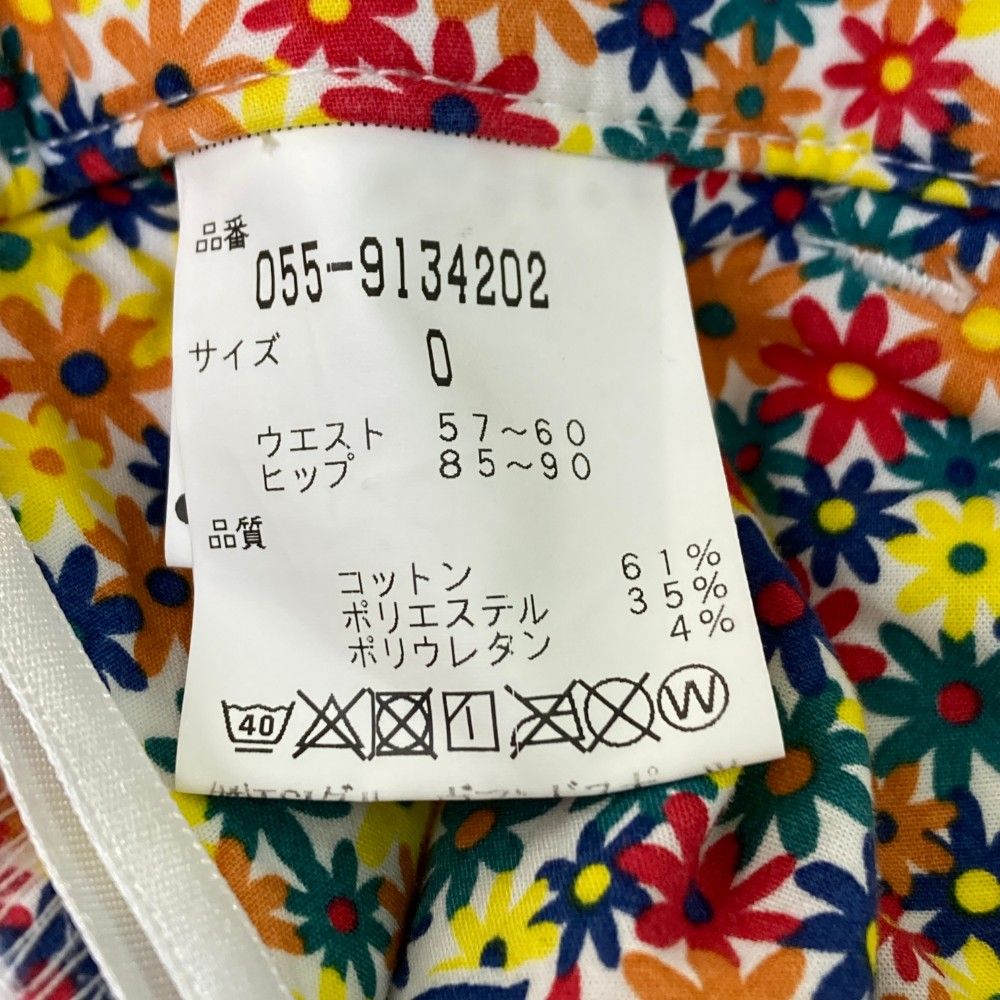 品番
055-9134202
サイズ 0
ウエスト 57〜60
ヒップ 85〜90
品質
コットン 61%
ポリエステル 35%
ポリウレタン 4%
40 W